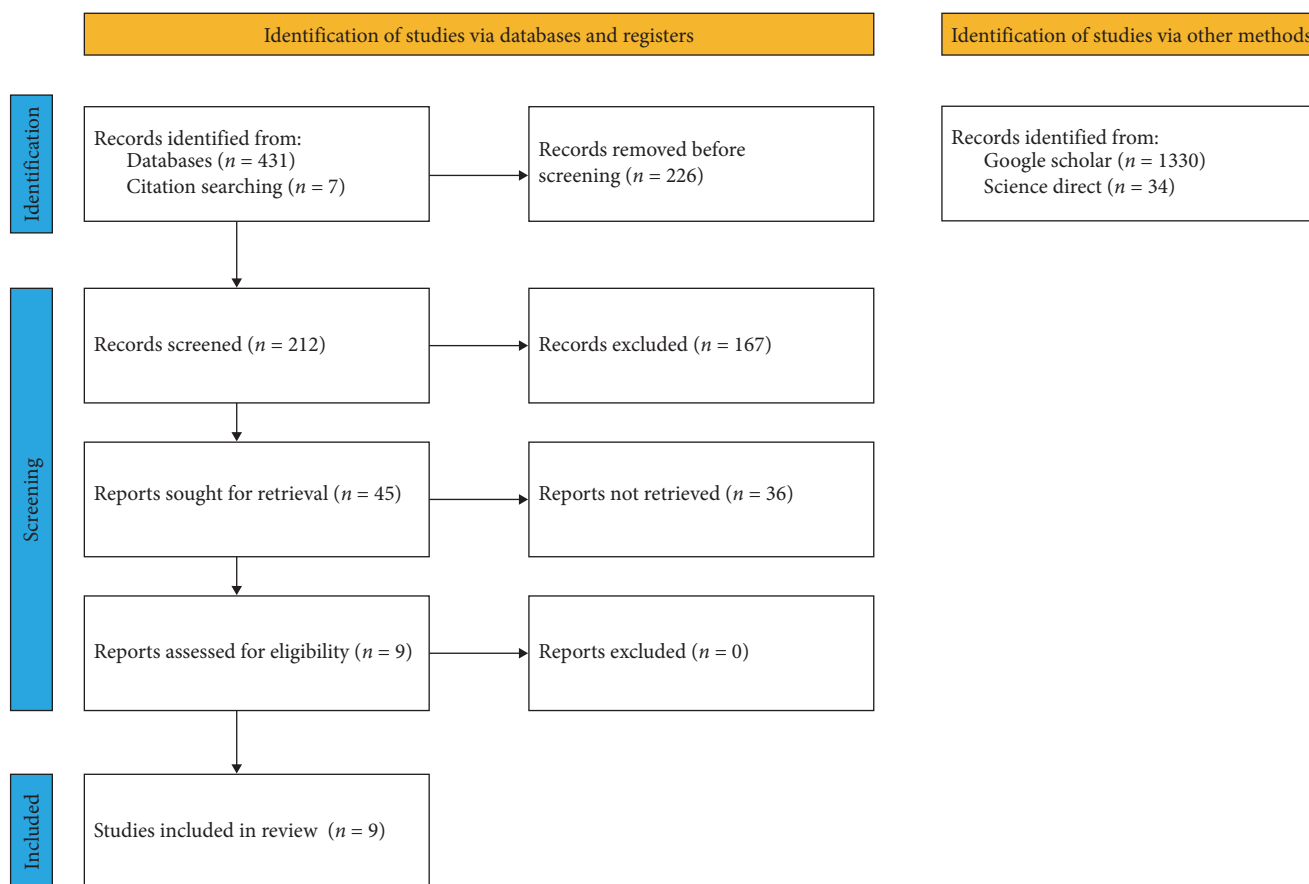 Identification of studies via databases and registers
Identification of studies via other methods
Identification
Records identified from:
Databases (n = 431)
Citation searching (n = 7)
Records removed before
screening (n = 226)
Records identified from:
Google scholar (n = 1330)
Science direct (n = 34)
Screening
Records screened (n = 212)
Records excluded (n = 167)
Reports sought for retrieval (n = 45)
Reports not retrieved (n = 36)
Reports assessed for eligibility (n = 9)
Reports excluded (n = 0)
Included
Studies included in review (n = 9)